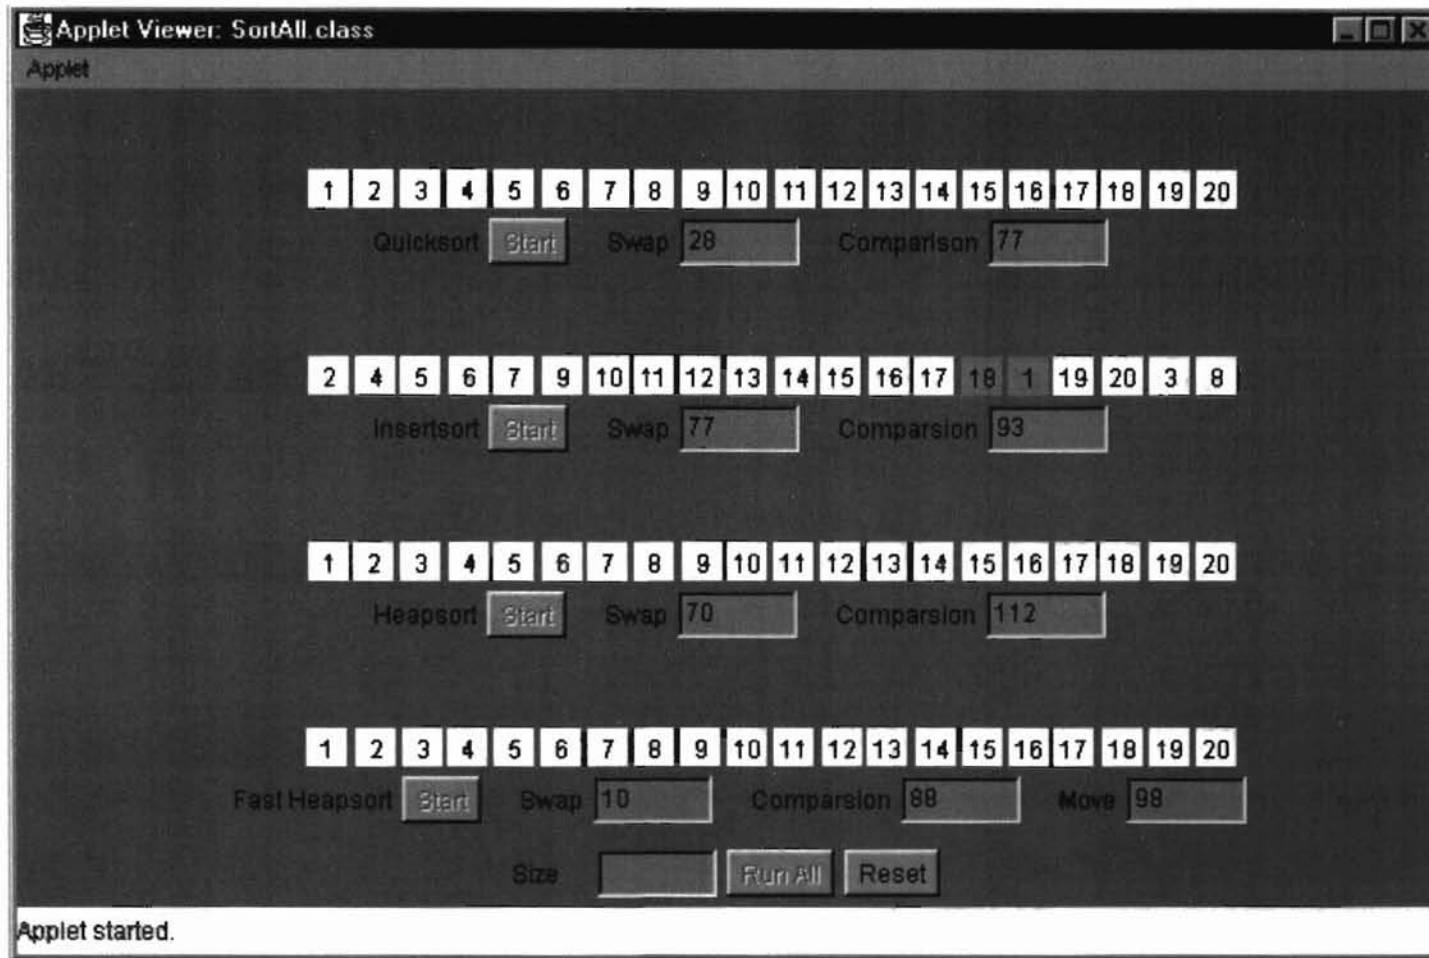 Applet Viewer: SortAll.class
Applet
1 2 3 4 5 6 7 8 9 10 11 12 13 14 15 16 17 18 19 20
Quicksort Start Swap 28 Comparison 77
2 4 5 6 7 9 10 11 12 13 14 15 16 17 18 1 19 20 3 8
Insertsort Start Swap 77 Comparsion 93
1 2 3 4 5 6 7 8 9 10 11 12 13 14 15 16 17 18 19 20
Heapsort Start Swap 70 Comparsion 112
1 2 3 4 5 6 7 8 9 10 11 12 13 14 15 16 17 18 19 20
Fast Heapsort Start Swap 10 Comparsion 88 Move 98
Size Run All Reset
Applet started.